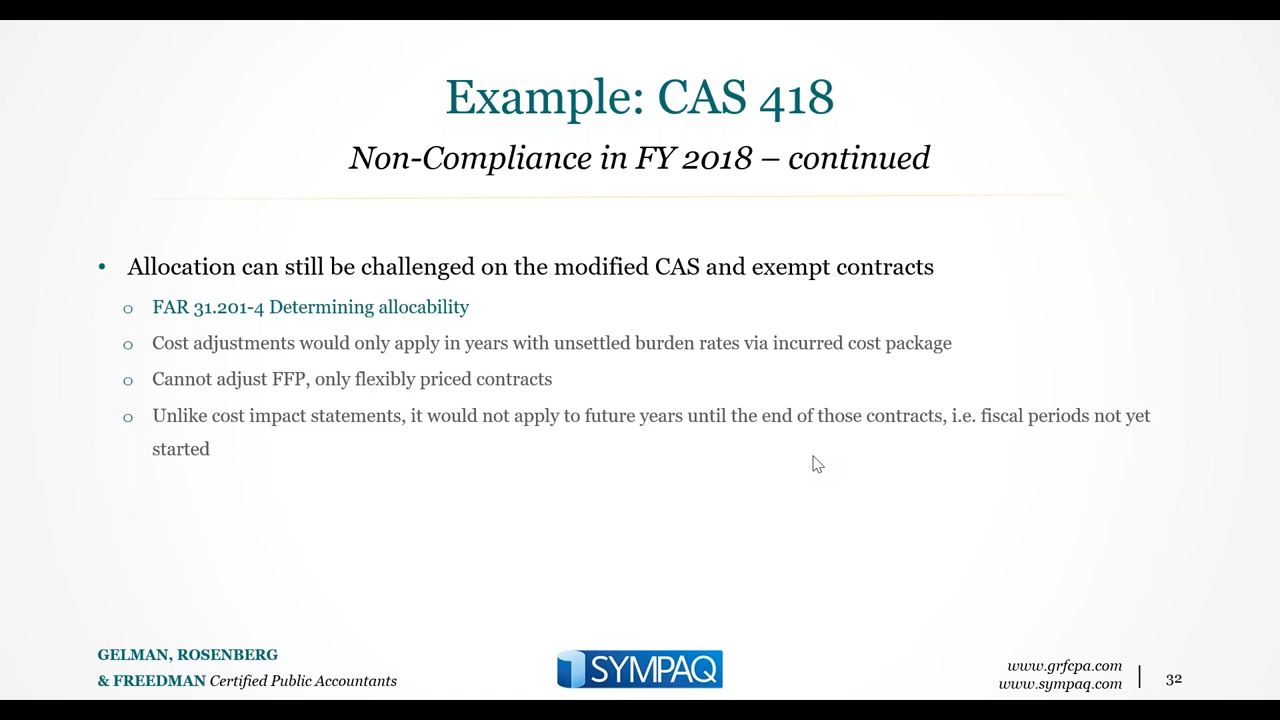 Example: CAS 418
Non-Compliance in FY 2018 – continued
• Allocation can still be challenged on the modified CAS and exempt contracts
o FAR 31.201-4 Determining allocability
o Cost adjustments would only apply in years with unsettled burden rates via incurred cost package
o Cannot adjust FFP, only flexibly priced contracts
o Unlike cost impact statements, it would not apply to future years until the end of those contracts, i.e. fiscal periods not yet
started
GELMAN, ROSENBERG
& FREEDMAN Certified Public Accountants
SYMPAQ
www.grfcpa.com
www.sympaq.com
32